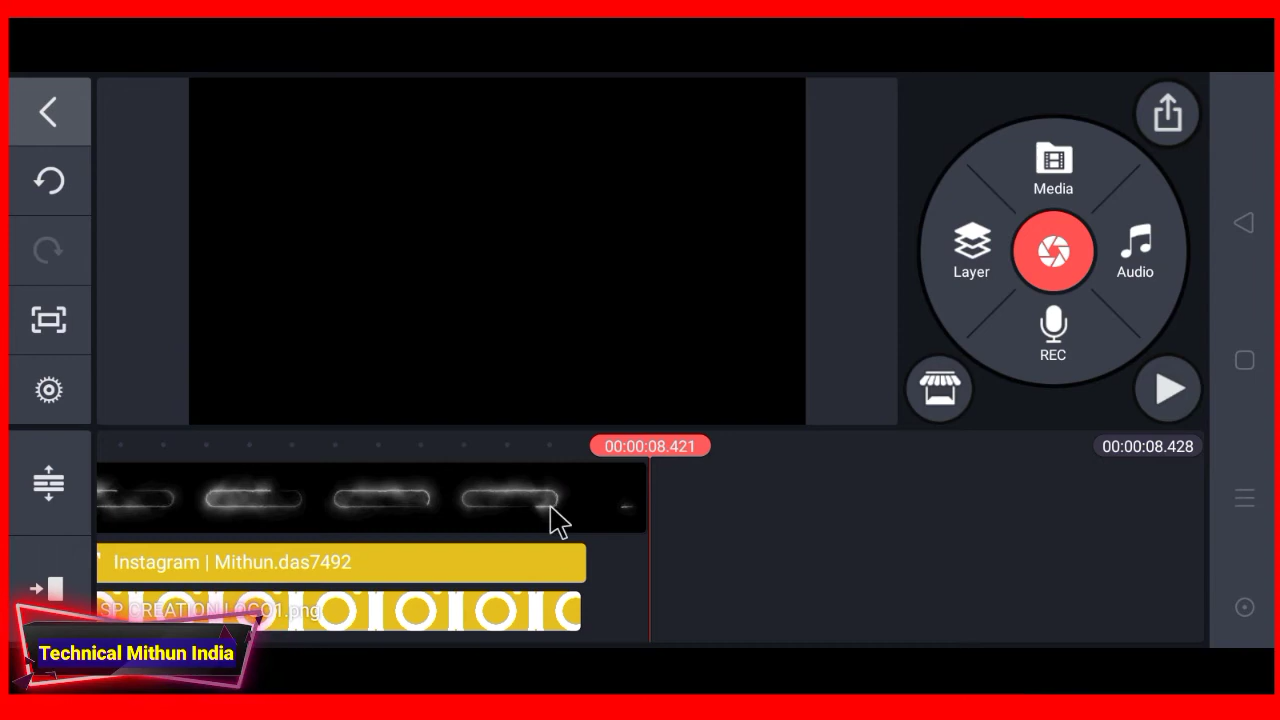 Media
Layer
Audio
REC
00:00:08.421
00:00:08.428
Instagram | Mithun.das7492
SP CREATION LOGO1.png
Technical Mithun India